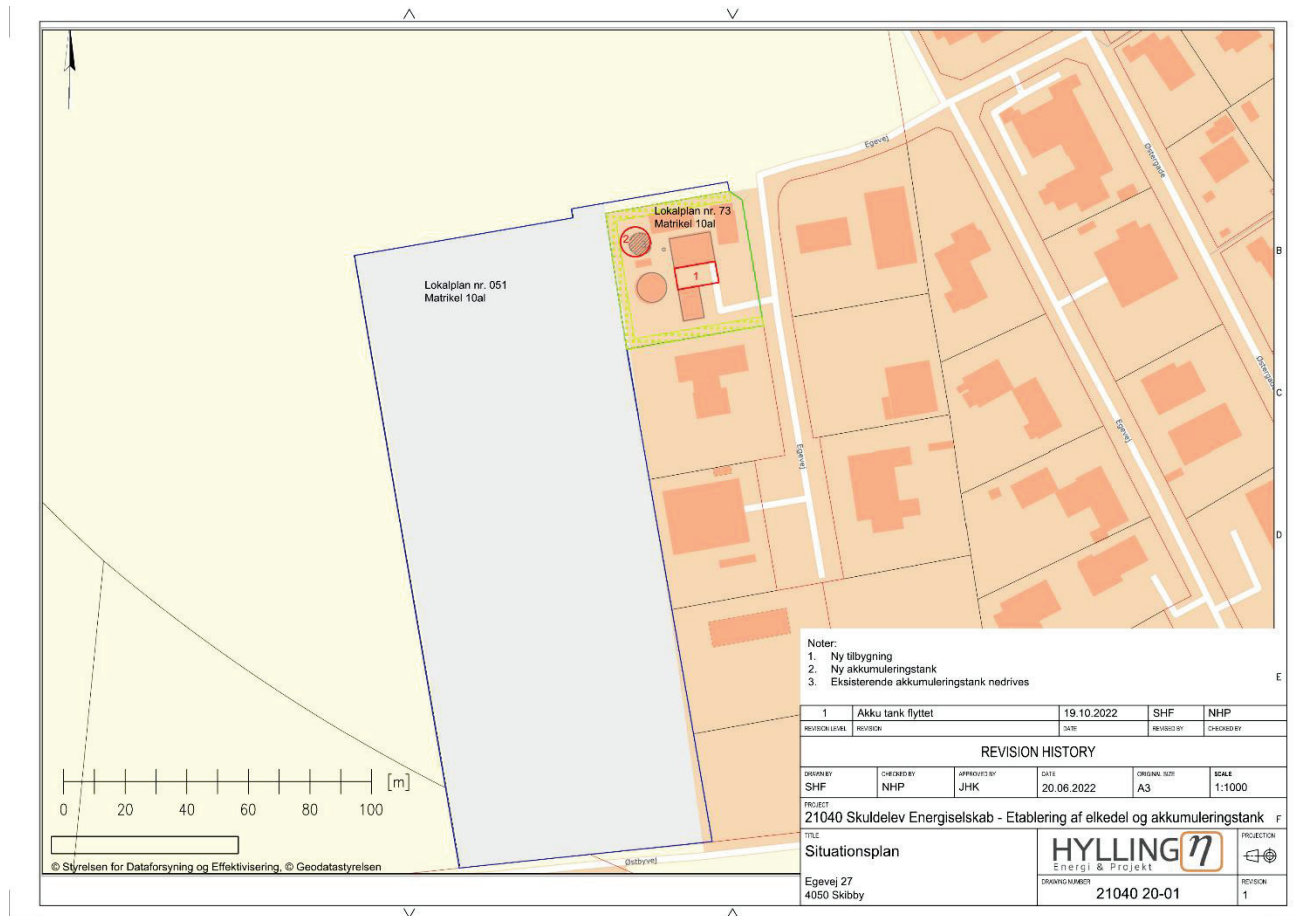 Egevej
Østergade
Lokalplan nr. 73
Matrikel 10al
2
1
B
Lokalplan nr. 051
Matrikel 10al
Østergade
C
Egevej
Egevej
D
Noter:
1. Ny tilbygning
2. Ny akkumuleringstank
3. Eksisterende akkumuleringstank nedrives
E
1 Akku tank flyttet 19.10.2022 SHF NHP
REVISION LEVEL REVISION DATE REVISED BY CHECKED BY
REVISION HISTORY
DRAWN BY CHECKED BY APPROVED BY DATE ORIGINAL SIZE SCALE
SHF NHP JHK 20.06.2022 A3 1:1000
PROJECT
21040 Skuldelev Energiselskab - Etablering af elkedel og akkumuleringstank F
TITLE
Situationsplan
HYLLING η
Energi & Projekt
PROJECTION
Egevej 27
4050 Skibby
DRAWING NUMBER
21040 20-01
REVISION
1
[m]
0 20 40 60 80 100
© Styrelsen for Dataforsyning og Effektivisering, © Geodatastyrelsen
Østbyvej